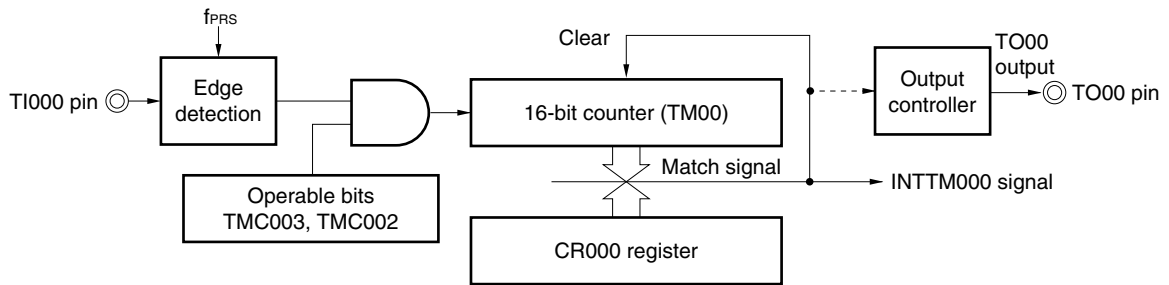 fPRS
Clear
TO00
output
TI000 pin
Edge
detection
16-bit counter (TM00)
Output
controller
TO00 pin
Match signal
Operable bits
TMC003, TMC002
INTTM000 signal
CR000 register